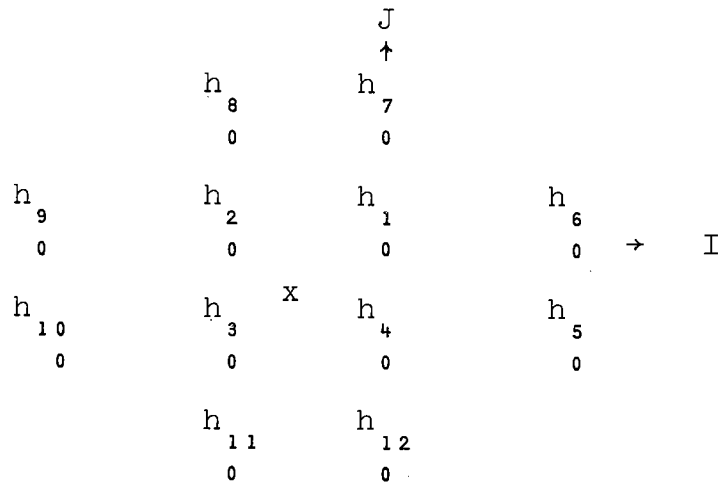 J
↑
h₈ h₇
0 0
h₉ h₂ h₁ h₆
0 0 0 0 → I
x
h₁₀ h₃ h₄ h₅
0 0 0 0
h₁₁ h₁₂
0 0